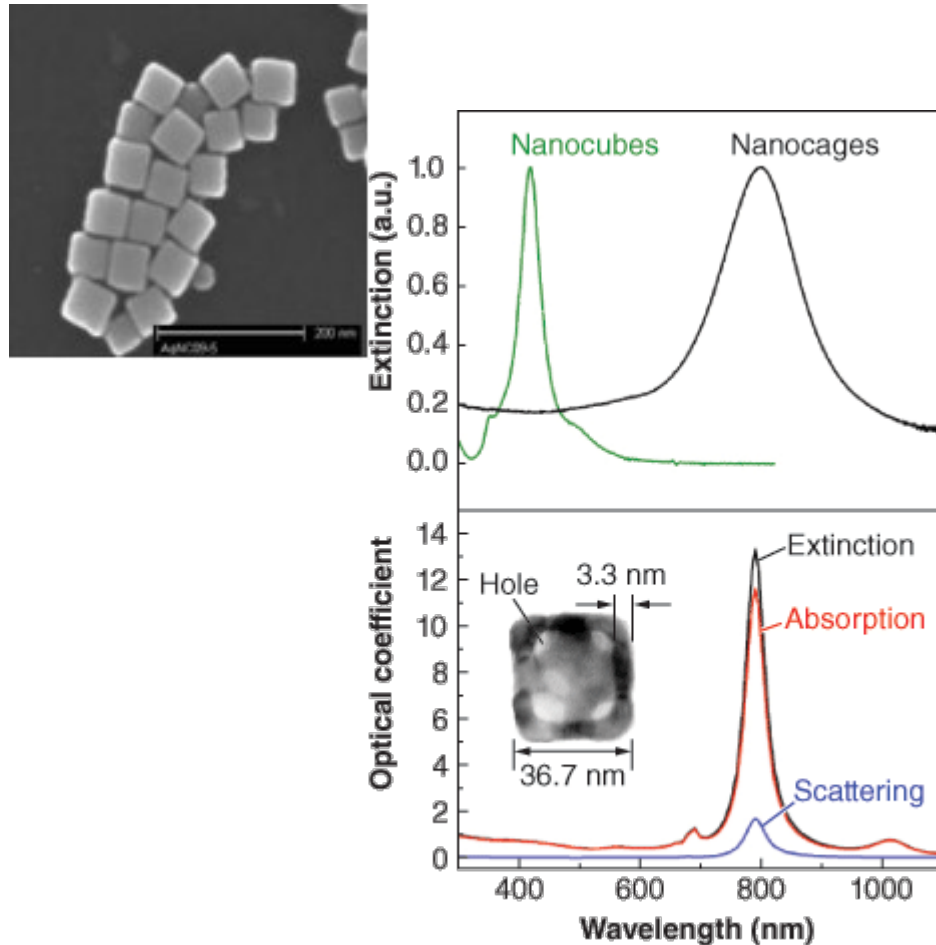 200 nm
Nanocubes
Nanocages
Extinction (a.u.)
1.0
0.8
0.6
0.4
0.2
0.0
Optical coefficient
14
12
10
8
6
4
2
0
Hole
3.3 nm
36.7 nm
Extinction
Absorption
Scattering
400
600
800
1000
Wavelength (nm)